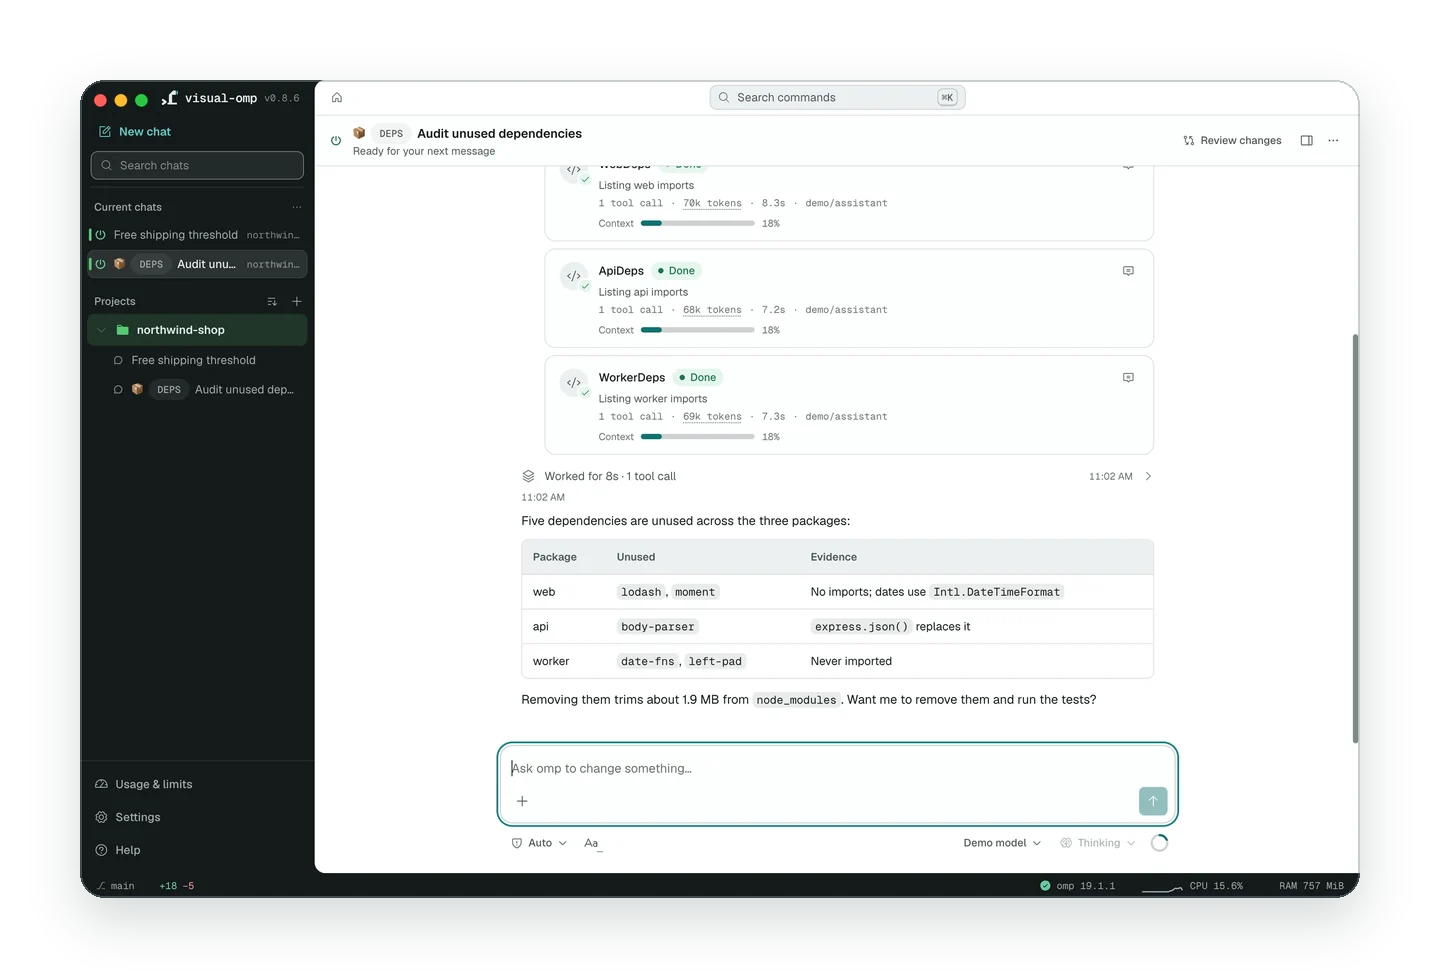 visual-omp v0.8.6
New chat
Search chats
Current chats
Free shipping threshold northwin…
DEPS Audit unu… northwin…
Projects
northwind-shop
Free shipping threshold
DEPS Audit unused dep…
Usage & limits
Settings
Help
Search commands ⌘K
DEPS Audit unused dependencies
Ready for your next message
Review changes
WebDeps Done
Listing web imports
1 tool call · 70k tokens · 8.3s · demo/assistant
Context 18%
ApiDeps Done
Listing api imports
1 tool call · 68k tokens · 7.2s · demo/assistant
Context 18%
WorkerDeps Done
Listing worker imports
1 tool call · 69k tokens · 7.3s · demo/assistant
Context 18%
Worked for 8s · 1 tool call 11:02 AM
11:02 AM
Five dependencies are unused across the three packages:
Package Unused Evidence
web lodash, moment No imports; dates use Intl.DateTimeFormat
api body-parser express.json() replaces it
worker date-fns, left-pad Never imported
Removing them trims about 1.9 MB from node_modules. Want me to remove them and run the tests?
Ask omp to change something…
Auto Aa_ Demo model Thinking
main +18 −5 omp 19.1.1 CPU 15.6% RAM 757 MiB